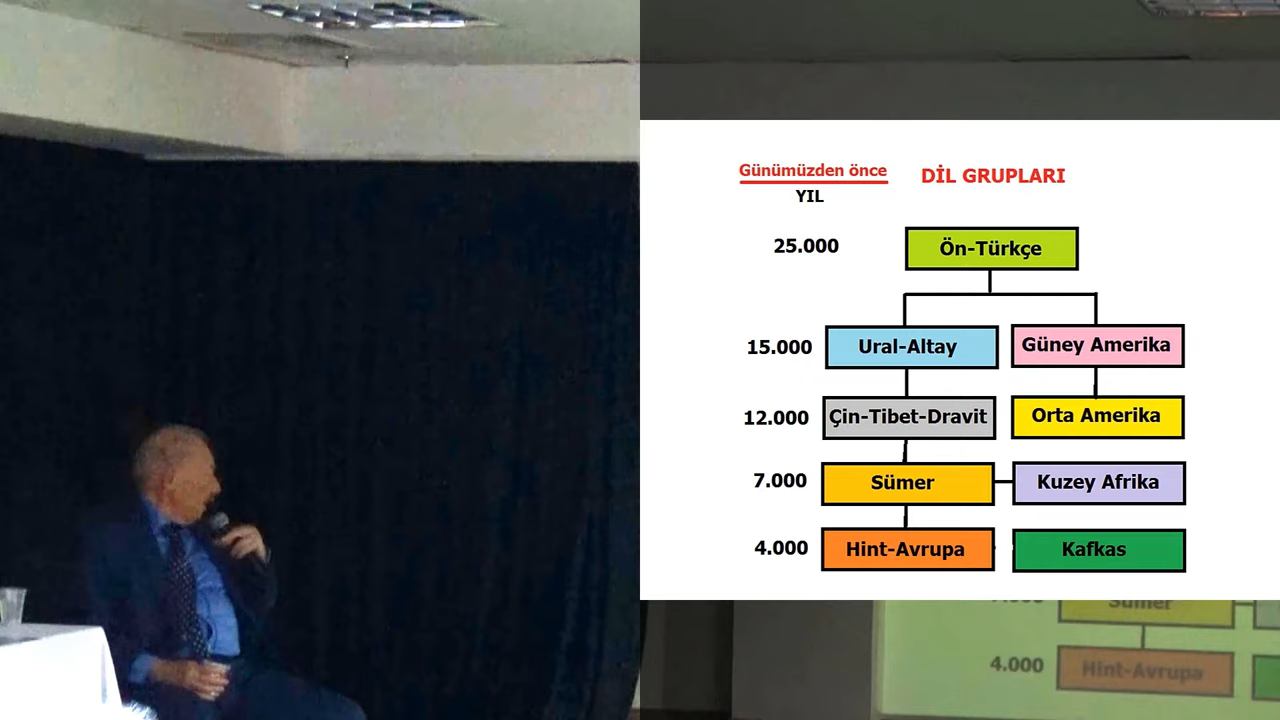 Günümüzden önce
DİL GRUPLARI
YIL
25.000 Ön-Türkçe
15.000 Ural-Altay Güney Amerika
12.000 Çin-Tibet-Dravit Orta Amerika
7.000 Sümer Kuzey Afrika
4.000 Hint-Avrupa Kafkas
Sümer
4.000 Hint-Avrupa